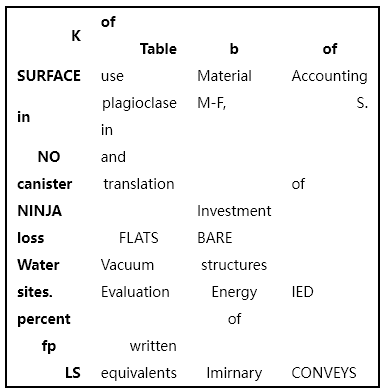 K of
Table b of
SURFACE use Material Accounting
in plagioclase in M-F, S.
NO and
canister translation of
NINJA Investment
loss FLATS BARE
Water Vacuum structures
sites. Evaluation Energy IED
percent of
fp written
LS equivalents Imirnary CONVEYS